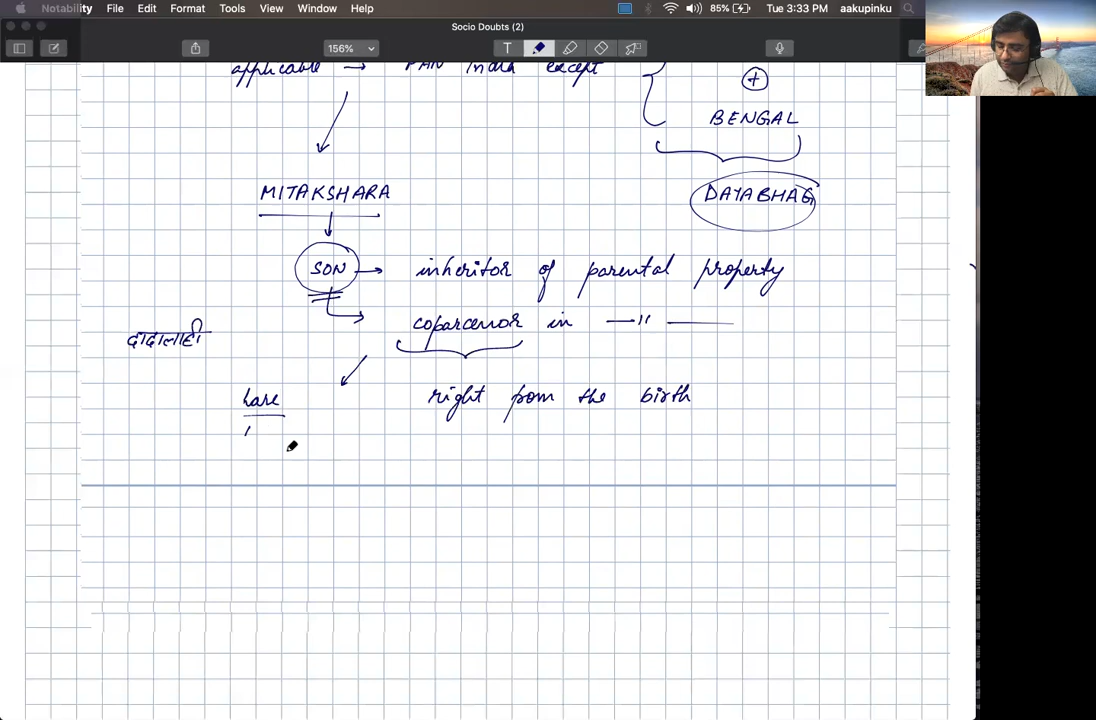 Notability File Edit Format Tools View Window Help 85% Tue 3:33 PM aakupinku
Socio Doubts (2)
156% T
applicable → PAN India except
+
BENGAL
MITAKSHARA
DAYABHAG
SON → inheritor of parental property
coparcenor in —〃—
दादालाही
have right from the birth